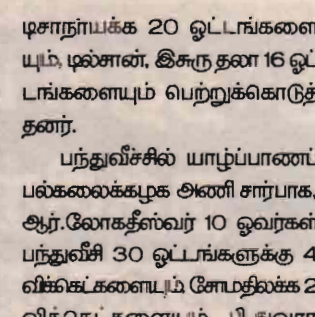 டிசாநாயக்க 20 ஓட்டங்களை
யும், டில்சான், இசுரு தலா 16 ஓட்
டங்களையும் பெற்றுக்கொடுத்
தனர்.
பந்துவீச்சில் யாழ்ப்பாணப்
பல்கலைக்கழக அணி சார்பாக,
ஆர்.லோகதீஸ்வர் 10 ஓவர்கள்
பந்துவீசி 30 ஓட்டங்களுக்கு 4
விக்கெட்களையும் சோமதிலக்க 2
விக்கெட்களையும்